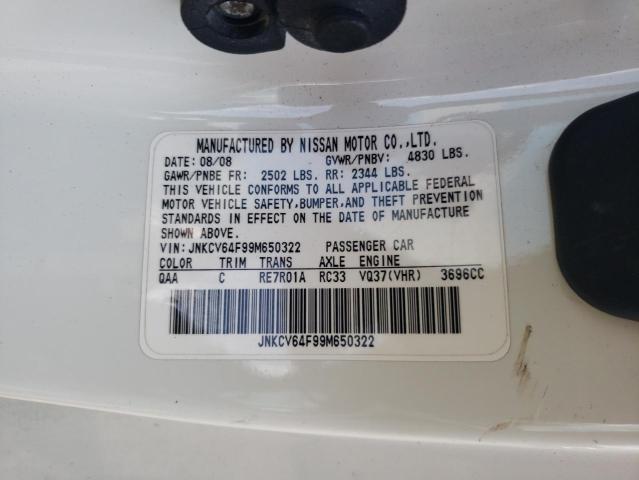 MANUFACTURED BY NISSAN MOTOR CO.,LTD.
DATE: 08/08 GVWR/PNBV: 4830 LBS.
GAWR/PNBE FR: 2502 LBS. RR: 2344 LBS.
THIS VEHICLE CONFORMS TO ALL APPLICABLE FEDERAL
MOTOR VEHICLE SAFETY,BUMPER,AND THEFT PREVENTION
STANDARDS IN EFFECT ON THE DATE OF MANUFACTURE
SHOWN ABOVE.
VIN: JNKCV64F99M650322 PASSENGER CAR
COLOR TRIM TRANS AXLE ENGINE
QAA C RE7R01A RC33 VQ37(VHR) 3696CC
JNKCV64F99M650322